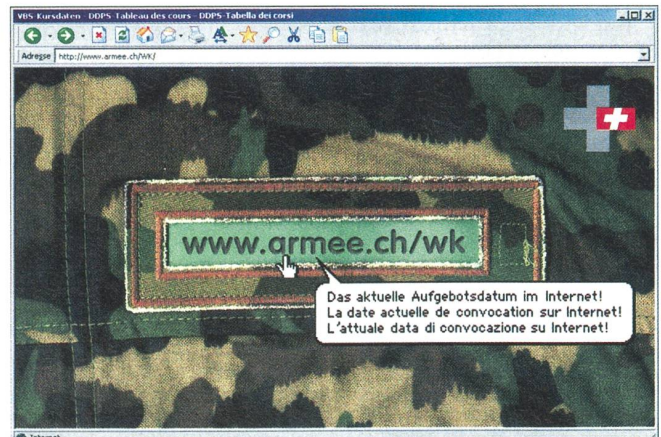 VBS Kursdaten - DDPS Tableau des cours - DDPS-Tabella dei corsi
Adresse http://www.armee.ch/WK/
www.armee.ch/wk
Das aktuelle Aufgebotsdatum im Internet!
La date actuelle de convocation sur Internet!
L'attuale data di convocazione su Internet!
Internet